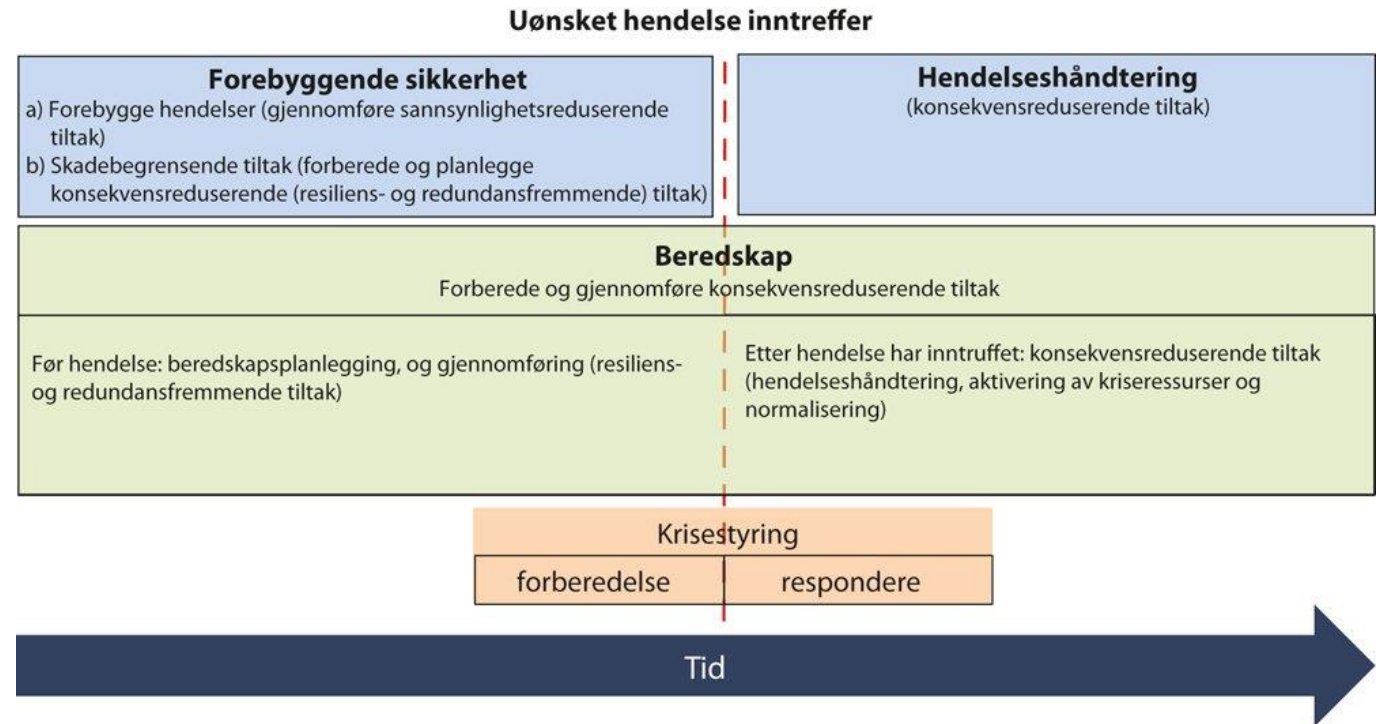 Uønsket hendelse inntreffer
Forebyggende sikkerhet
a) Forebygge hendelser (gjennomføre sannsynlighetsreduserende
tiltak)
b) Skadebegrensende tiltak (forberede og planlegge
konsekvensreduserende (resiliens- og redundansfremmende) tiltak)
Hendelseshåndtering
(konsekvensreduserende tiltak)
Beredskap
Forberede og gjennomføre konsekvensreduserende tiltak
Før hendelse: beredskapsplanlegging, og gjennomføring (resiliens-
og redundansfremmende tiltak)
Etter hendelse har inntruffet: konsekvensreduserende tiltak
(hendelseshåndtering, aktivering av kriseressurser og
normalisering)
Krisestyring
forberedelse
respondere
Tid